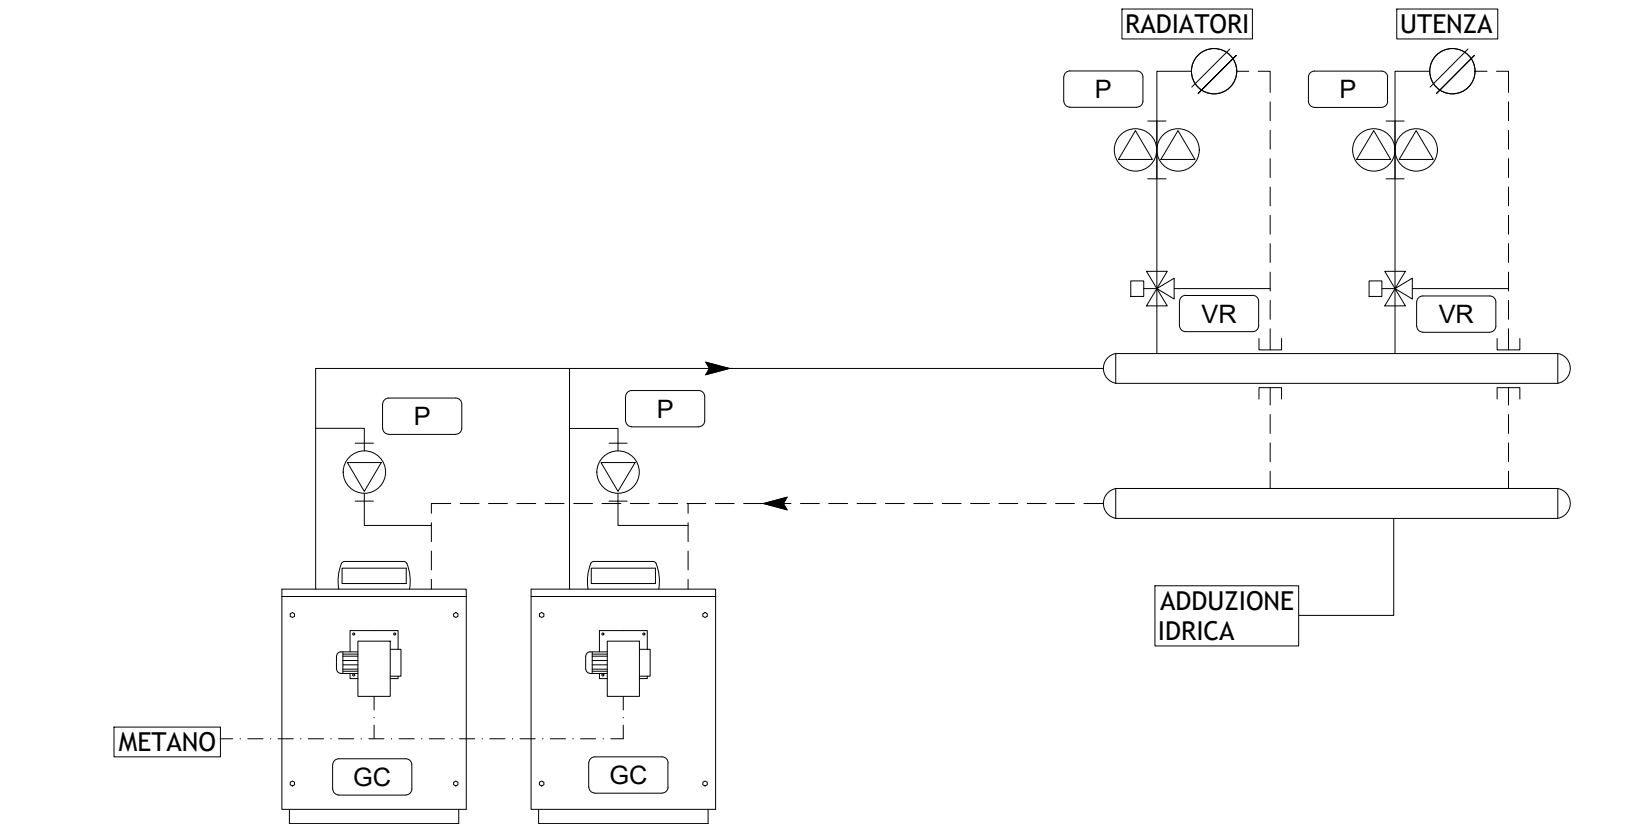 RADIATORI
UTENZA
P
P
VR
VR
P
P
ADDUZIONE
IDRICA
METANO
GC
GC